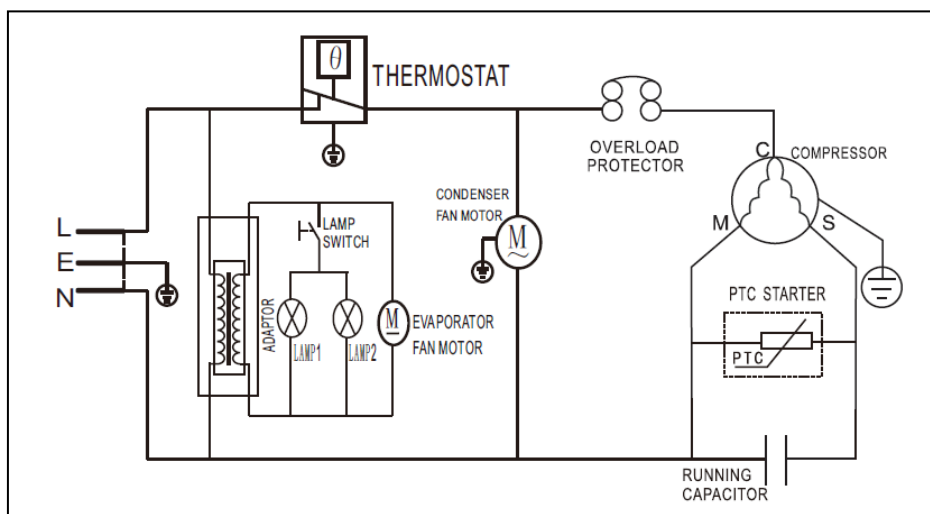 θ
THERMOSTAT
OVERLOAD
PROTECTOR
C
COMPRESSOR
CONDENSER
FAN MOTOR
M
S
L
E
N
LAMP
SWITCH
M
ADAPTOR
LAMP1
LAMP2
M
EVAPORATOR
FAN MOTOR
PTC STARTER
PTC
RUNNING
CAPACITOR